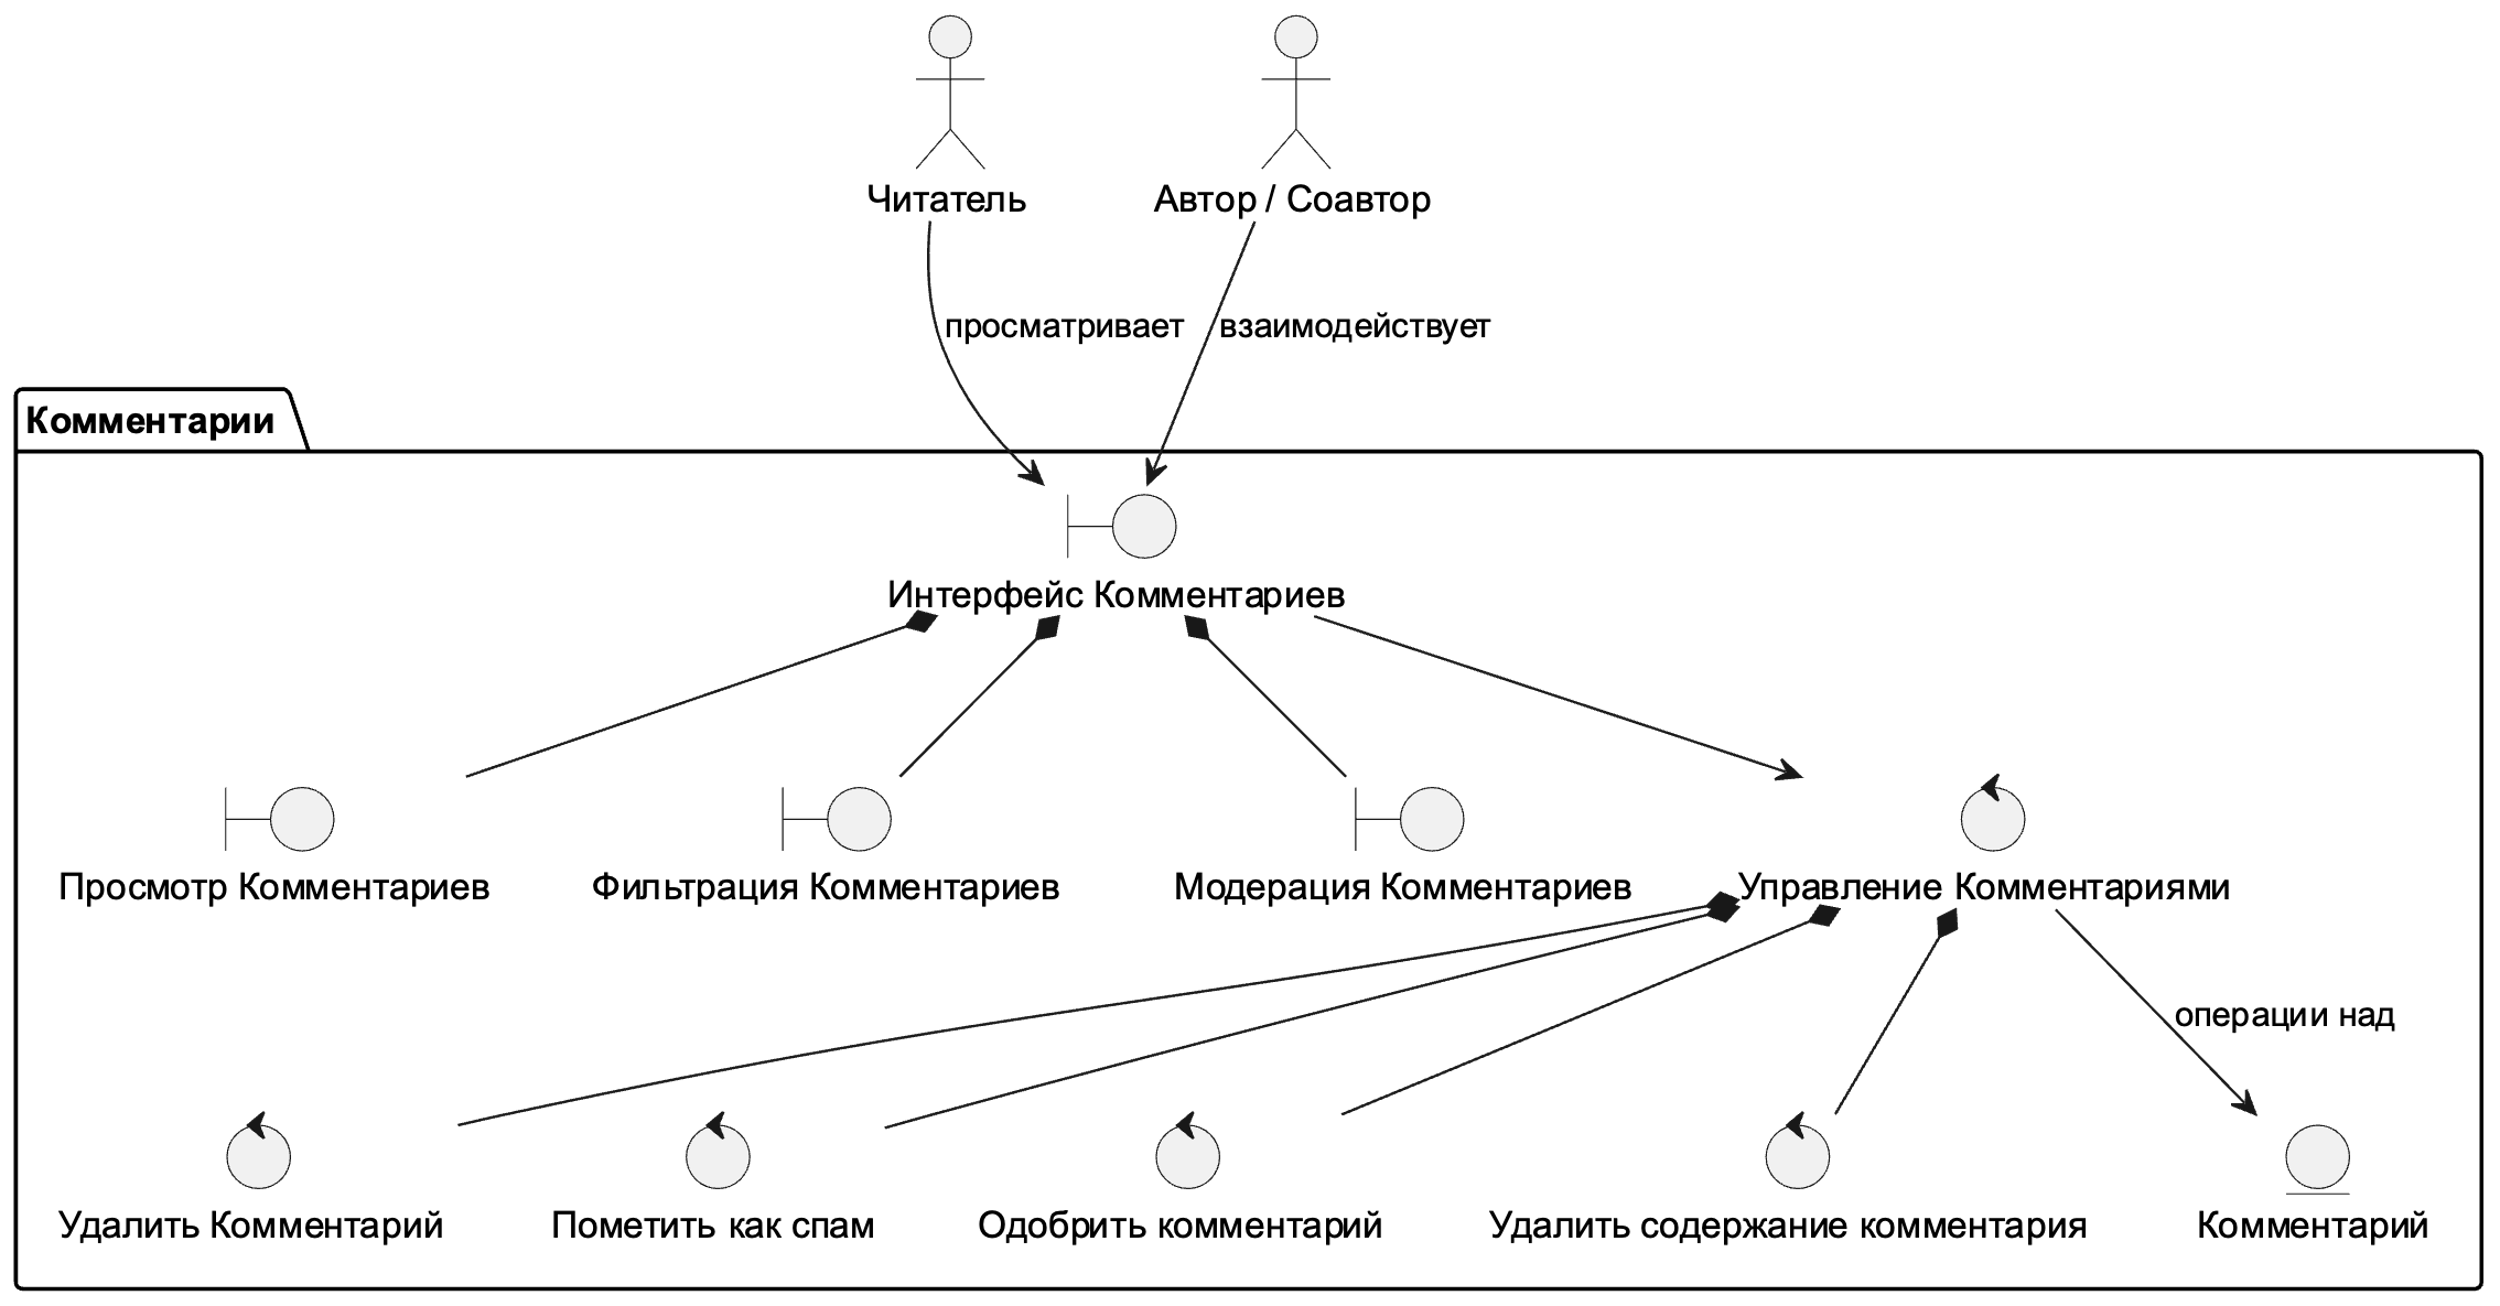 Читатель
Автор / Соавтор
просматривает
взаимодействует
Комментарии
Интерфейс Комментариев
Просмотр Комментариев
Фильтрация Комментариев
Модерация Комментариев
Управление Комментариями
операции над
Удалить Комментарий
Пометить как спам
Одобрить комментарий
Удалить содержание комментария
Комментарий